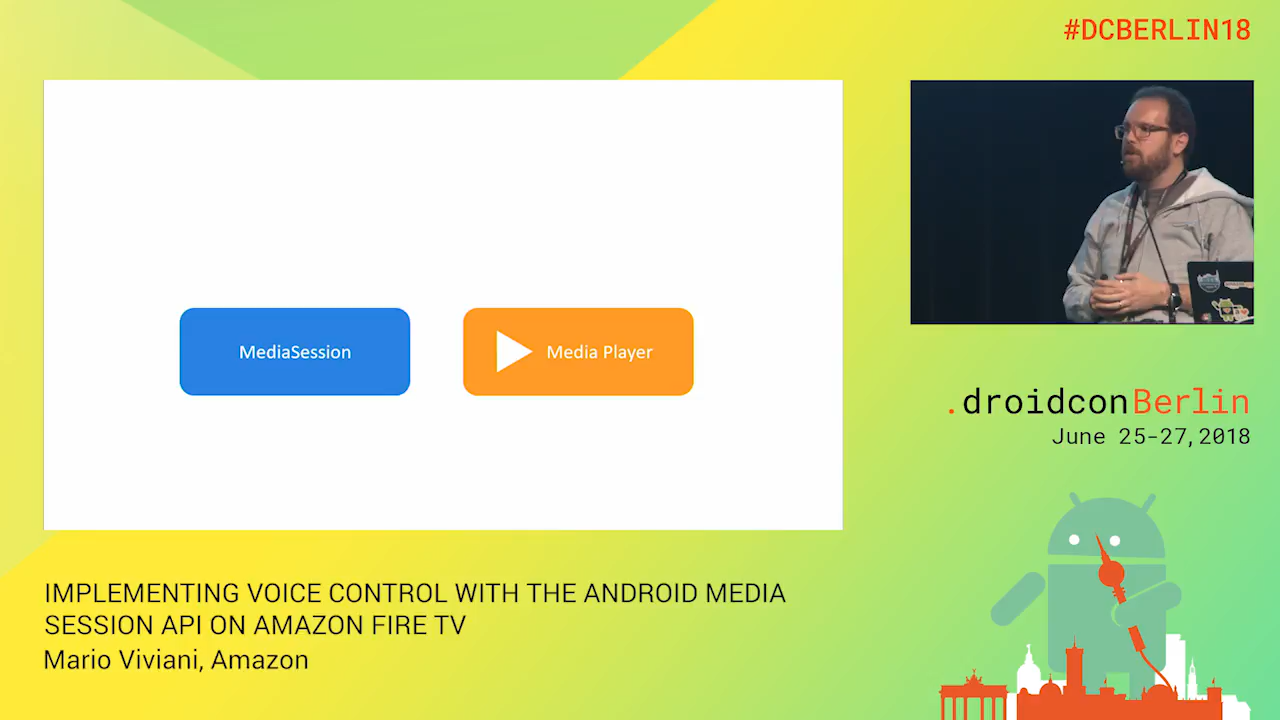 #DCBERLIN18
MediaSession
Media Player
.droidconBerlin
June 25-27,2018
IMPLEMENTING VOICE CONTROL WITH THE ANDROID MEDIA
SESSION API ON AMAZON FIRE TV
Mario Viviani, Amazon